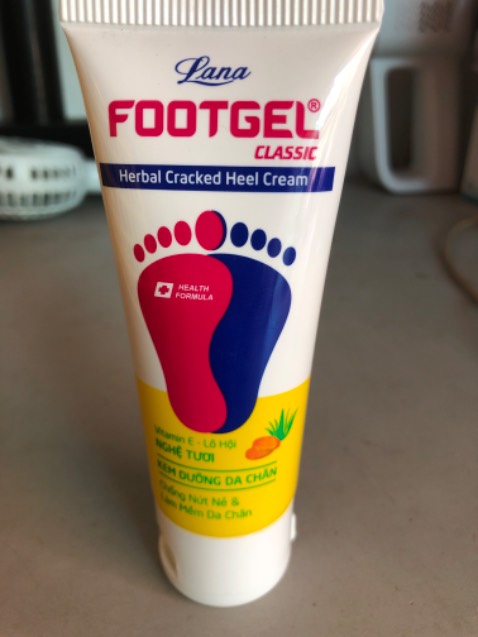 Lana
FOOTGEL®
CLASSIC
Herbal Cracked Heel Cream
HEALTH
FORMULA
Vitamin E - Lô Hội
NGHỆ TƯƠI
KEM DƯỠNG DA CHÂN
Chống Nứt Nẻ &
Làm Mềm Da Chân